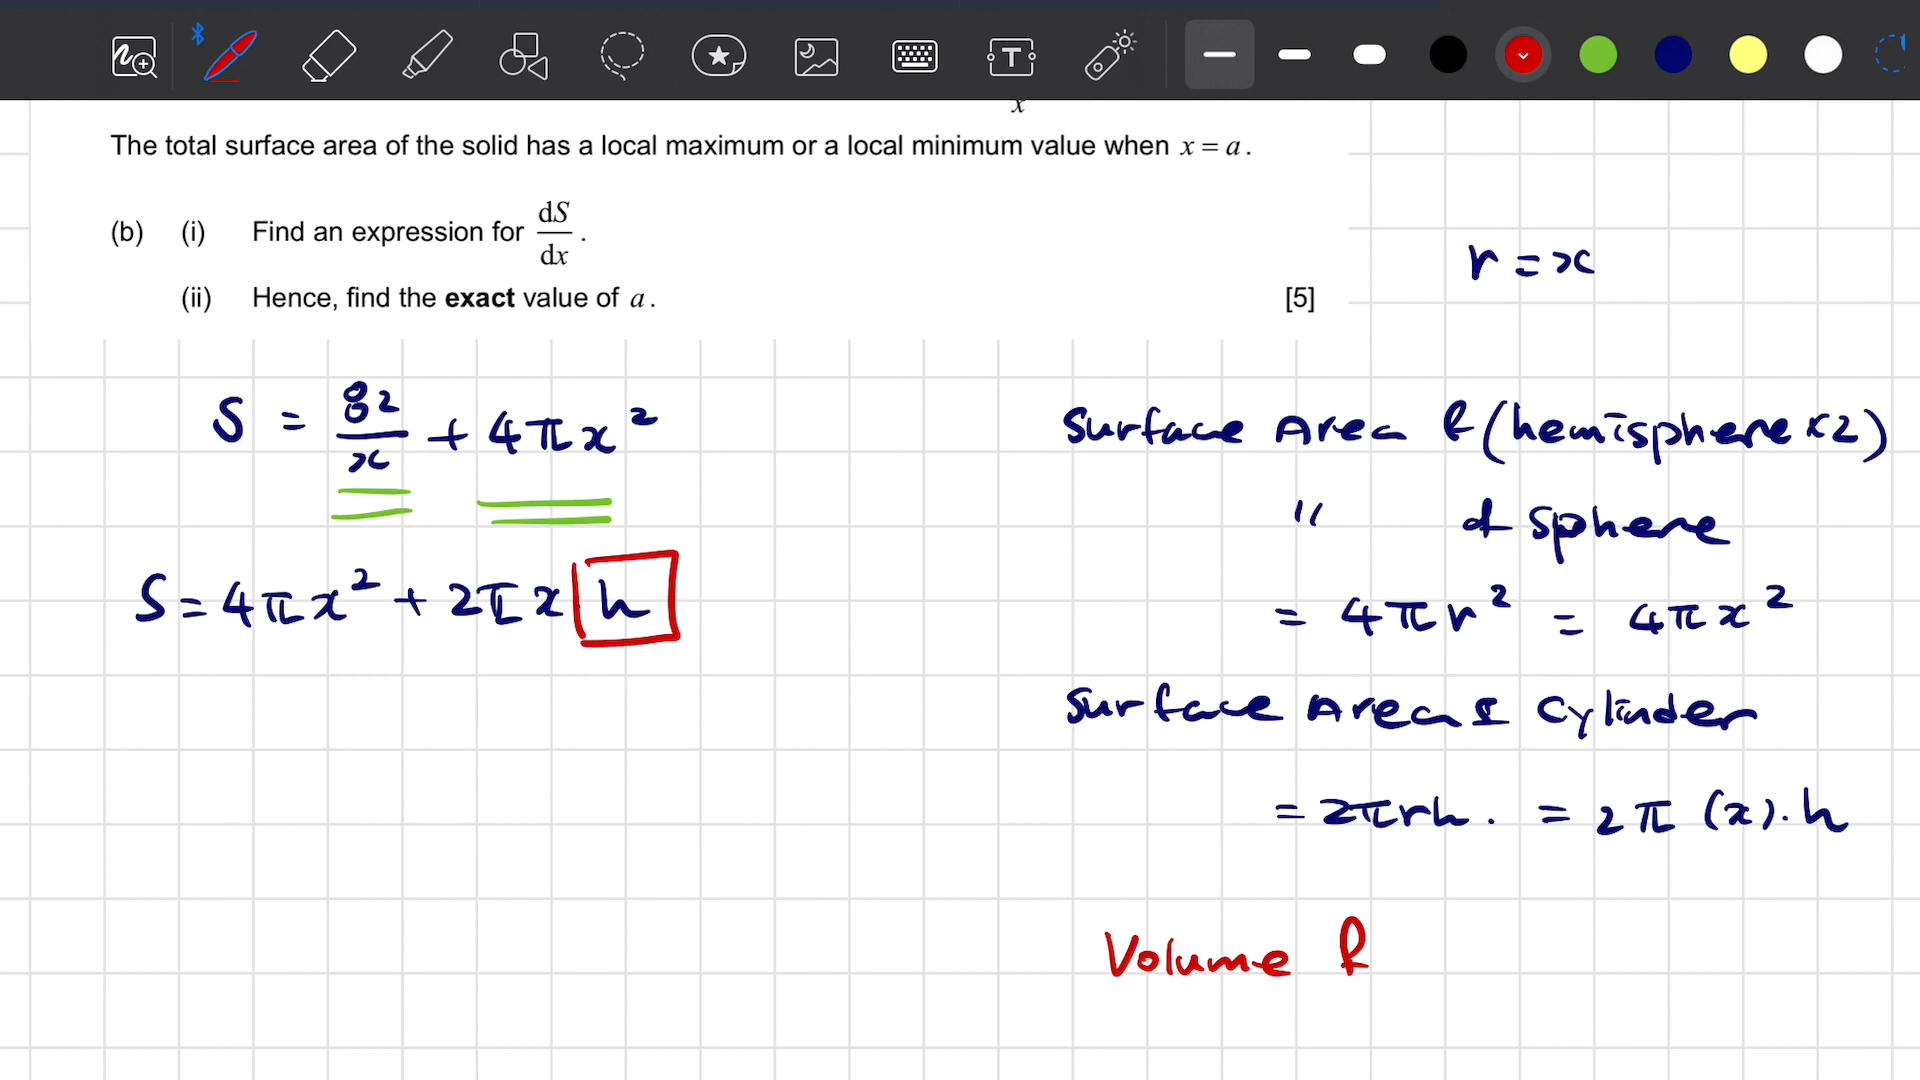 x
The total surface area of the solid has a local maximum or a local minimum value when x = a.
(b) (i) Find an expression for dS/dx.
(ii) Hence, find the exact value of a. [5]
r = x
S = 82/x + 4πx²
S = 4πx² + 2πx h
Surface Area of (hemisphere x2)
" of sphere
= 4πr² = 4πx²
Surface Area of Cylinder
= 2πrh. = 2π (x).h
Volume of